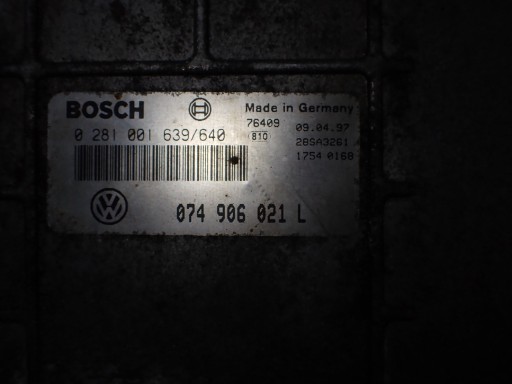 BOSCH
Made in Germany
0 281 001 639/640
76409
810
09.04.97
28SA3261
1754 0168
VW
074 906 021 L